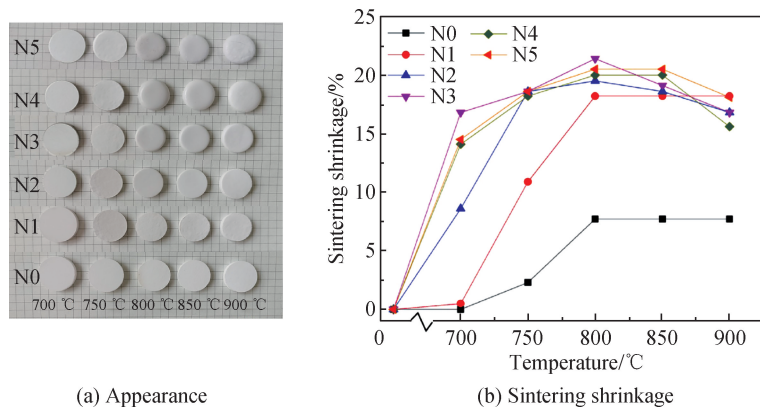 N5
N4
N3
N2
N1
N0
700 ℃ 750 ℃ 800 ℃ 850 ℃ 900 ℃
(a) Appearance
N0 N4
N1 N5
N2
N3
25
20
15
10
5
0
Sintering shrinkage/%
0 700 750 800 850 900
Temperature/℃
(b) Sintering shrinkage